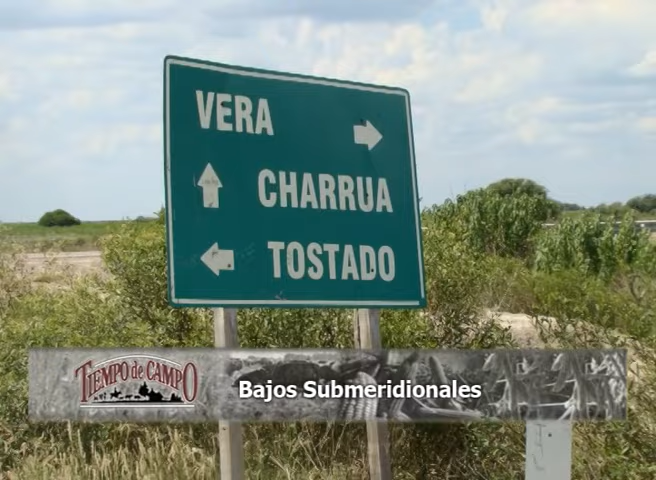 VERA
CHARRUA
TOSTADO
TIEMPO de CAMPO
Bajos Submeridionales